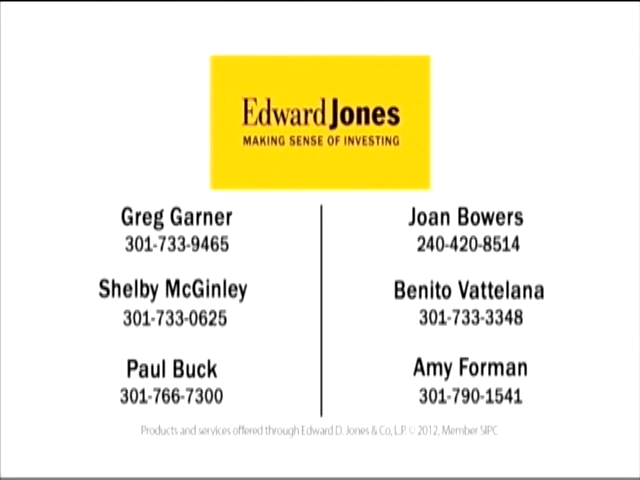 Edward Jones
MAKING SENSE OF INVESTING
Greg Garner
301-733-9465
Shelby McGinley
301-733-0625
Paul Buck
301-766-7300
Joan Bowers
240-420-8514
Benito Vattelana
301-733-3348
Amy Forman
301-790-1541
Products and services offered through Edward D. Jones & Co, L.P. © 2012, Member SIPC